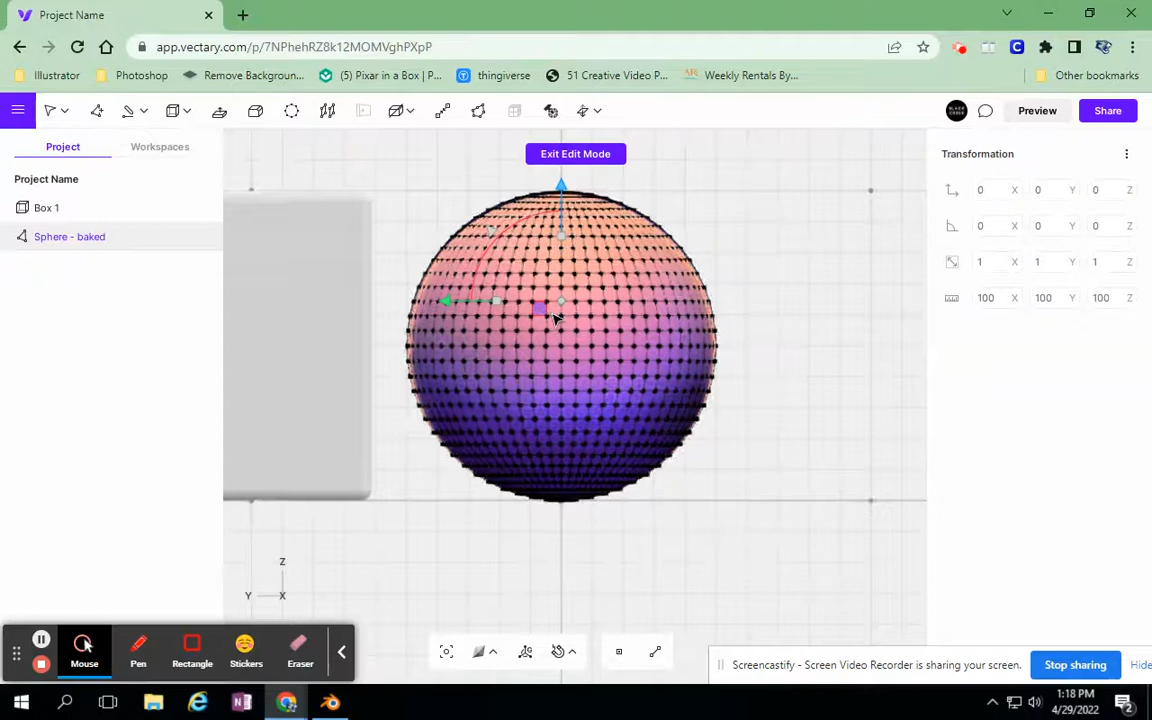 Project Name
app.vectary.com/p/7NPhehRZ8k12MOMVghPXpP
Illustrator
Photoshop
Remove Backgroun...
(5) Pixar in a Box | P...
thingiverse
51 Creative Video P...
Weekly Rentals By...
Other bookmarks
Preview
Share
Project
Workspaces
Exit Edit Mode
Transformation
Project Name
0 X 0 Y 0 Z
Box 1
0 X 0 Y 0 Z
Sphere - baked
1 X 1 Y 1 Z
100 X 100 Y 100 Z
Z
Y X
Mouse
Pen
Rectangle
Stickers
Eraser
Screencastify - Screen Video Recorder is sharing your screen.
Stop sharing
Hide
1:18 PM
4/29/2022
2